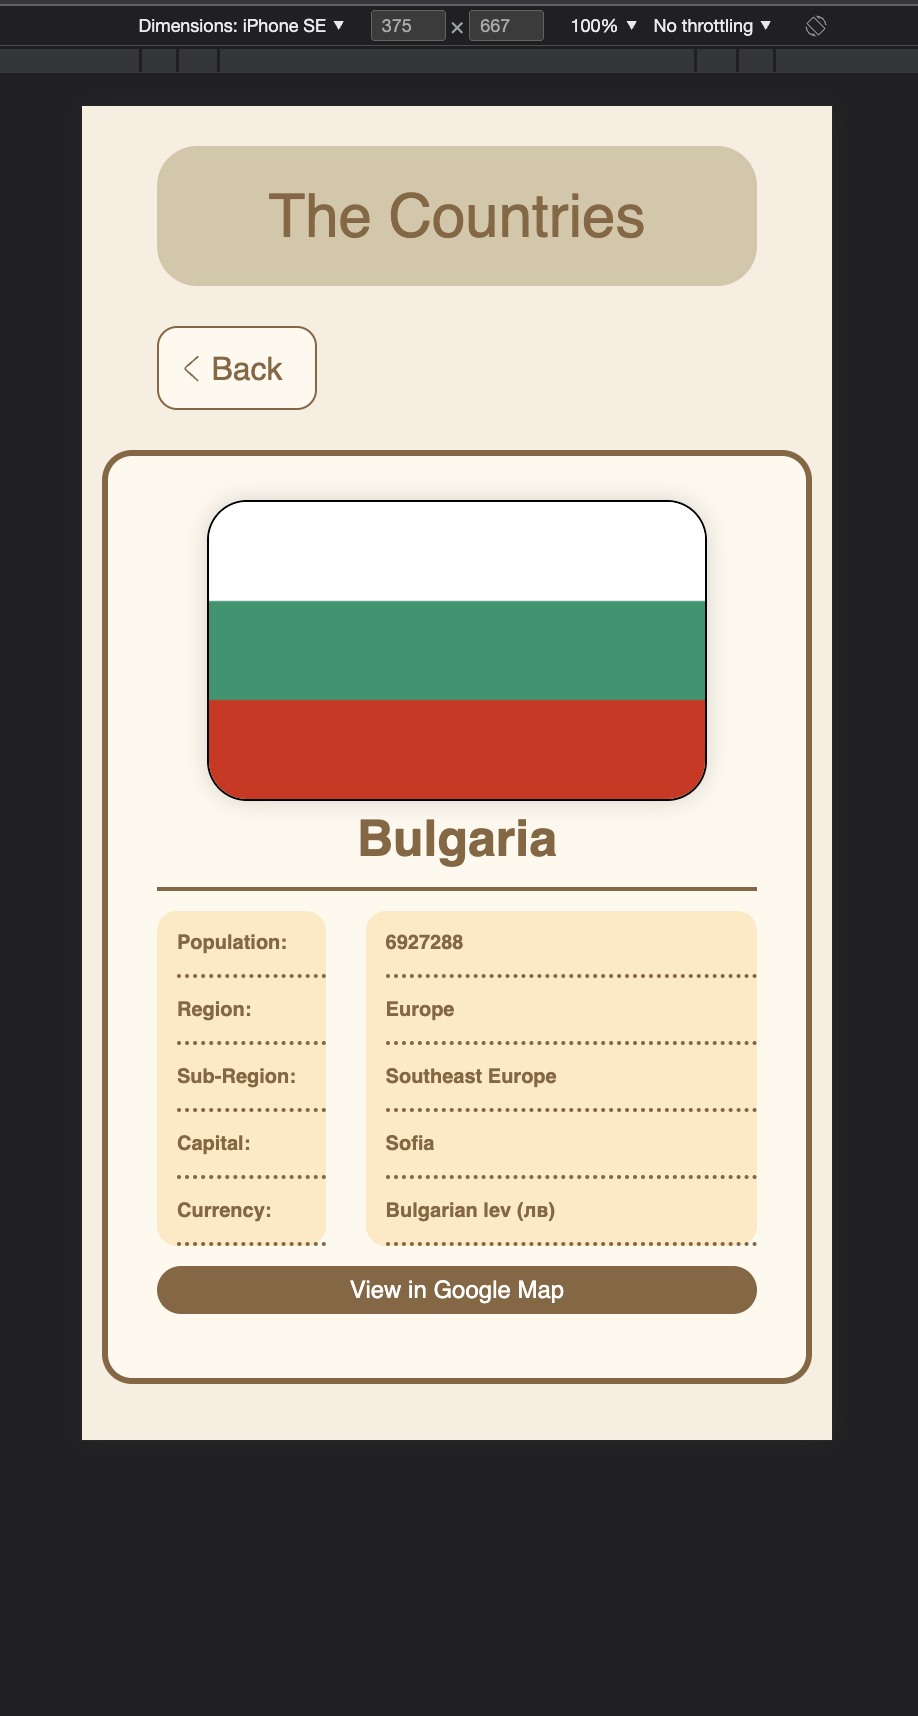 Dimensions: iPhone SE ▼ 375 × 667 100% ▼ No throttling ▼
The Countries
Back
Bulgaria
Population: 6927288
Region: Europe
Sub-Region: Southeast Europe
Capital: Sofia
Currency: Bulgarian lev (лв)
View in Google Map